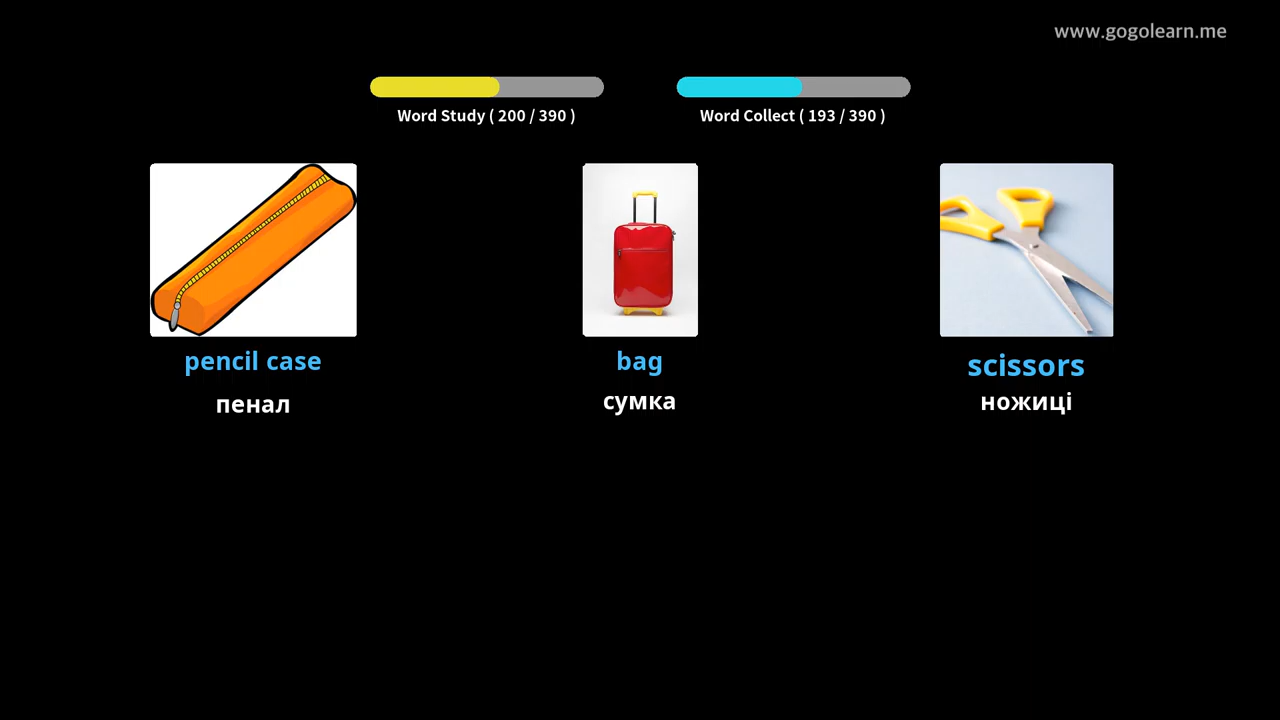 www.gogolearn.me
Word Study ( 200 / 390 )
Word Collect ( 193 / 390 )
pencil case
пенал
bag
сумка
scissors
ножиці